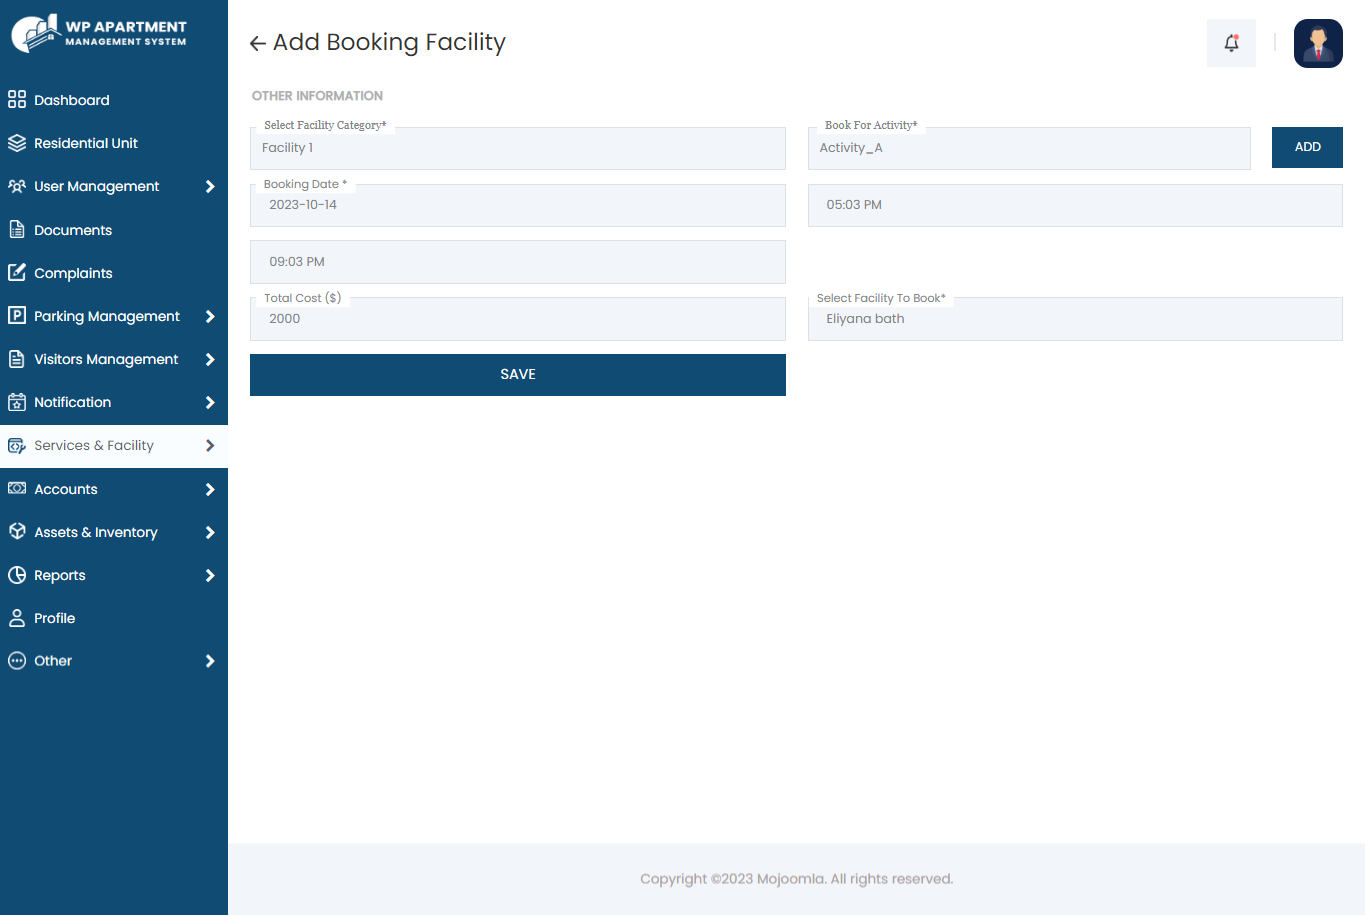 WP APARTMENT
MANAGEMENT SYSTEM
Dashboard
Residential Unit
User Management
Documents
Complaints
Parking Management
Visitors Management
Notification
Services & Facility
Accounts
Assets & Inventory
Reports
Profile
Other
Add Booking Facility
OTHER INFORMATION
Select Facility Category*
Facility 1
Book For Activity*
Activity_A
ADD
Booking Date *
2023-10-14
05:03 PM
09:03 PM
Total Cost ($)
2000
Select Facility To Book*
Eliyana bath
SAVE
Copyright ©2023 Mojoomla. All rights reserved.